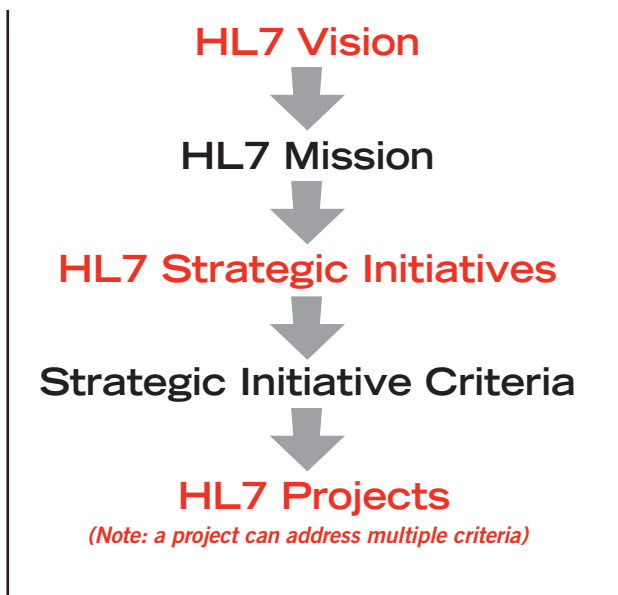 HL7 Vision
HL7 Mission
HL7 Strategic Initiatives
Strategic Initiative Criteria
HL7 Projects
(Note: a project can address multiple criteria)